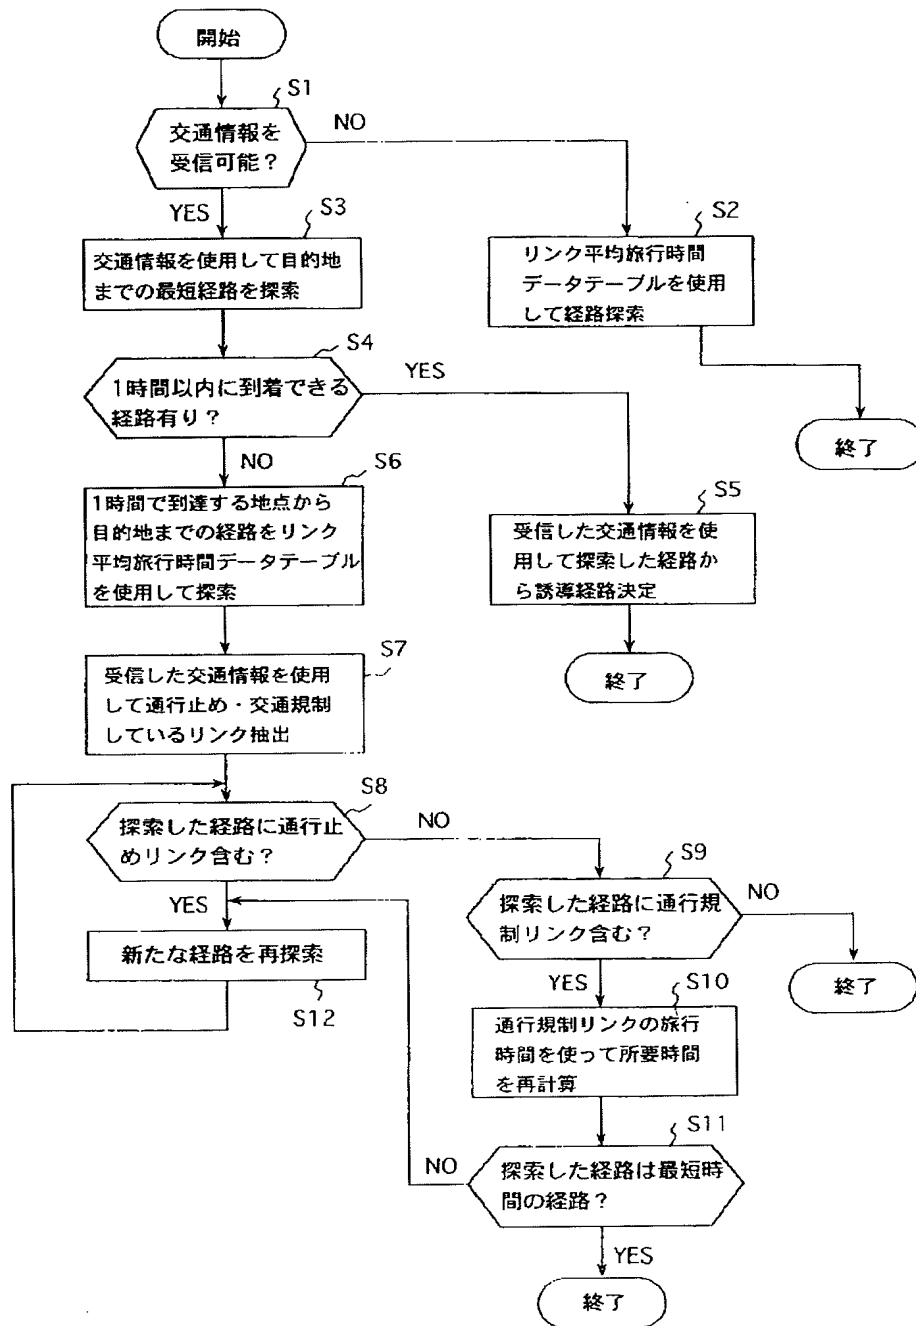 開始
S1
交通情報を
受信可能？
NO
YES
S3
交通情報を使用して目的地
までの最短経路を探索
S2
リンク平均旅行時間
データテーブルを使用
して経路探索
終了
S4
1時間以内に到着できる
経路有り？
YES
NO
S6
1時間で到達する地点から
目的地までの経路をリンク
平均旅行時間データテーブル
を使用して探索
S5
受信した交通情報を使
用して探索した経路か
ら誘導経路決定
終了
S7
受信した交通情報を使用
して通行止め・交通規制
しているリンク抽出
S8
探索した経路に通行止
めリンク含む？
NO
YES
新たな経路を再探索
S12
S9
探索した経路に通行規
制リンク含む？
NO
終了
YES
S10
通行規制リンクの旅行
時間を使って所要時間
を再計算
S11
探索した経路は最短時
間の経路？
NO
YES
終了